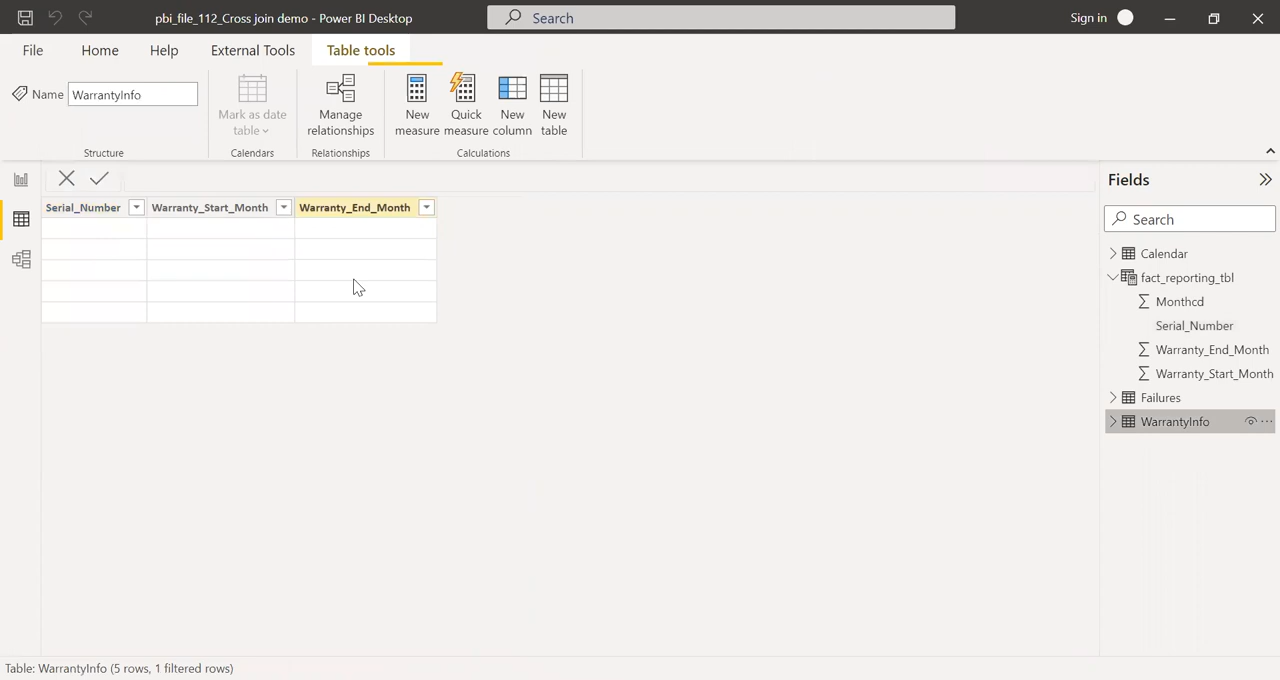 pbi_file_112_Cross join demo - Power BI Desktop
Search
Sign in
File
Home
Help
External Tools
Table tools
Name
WarrantyInfo
Mark as date
table
Manage
relationships
New
measure
Quick
measure
New
column
New
table
Structure
Calendars
Relationships
Calculations
Serial_Number
Warranty_Start_Month
Warranty_End_Month
Fields
Search
Calendar
fact_reporting_tbl
Monthcd
Serial_Number
Warranty_End_Month
Warranty_Start_Month
Failures
WarrantyInfo
Table: WarrantyInfo (5 rows, 1 filtered rows)